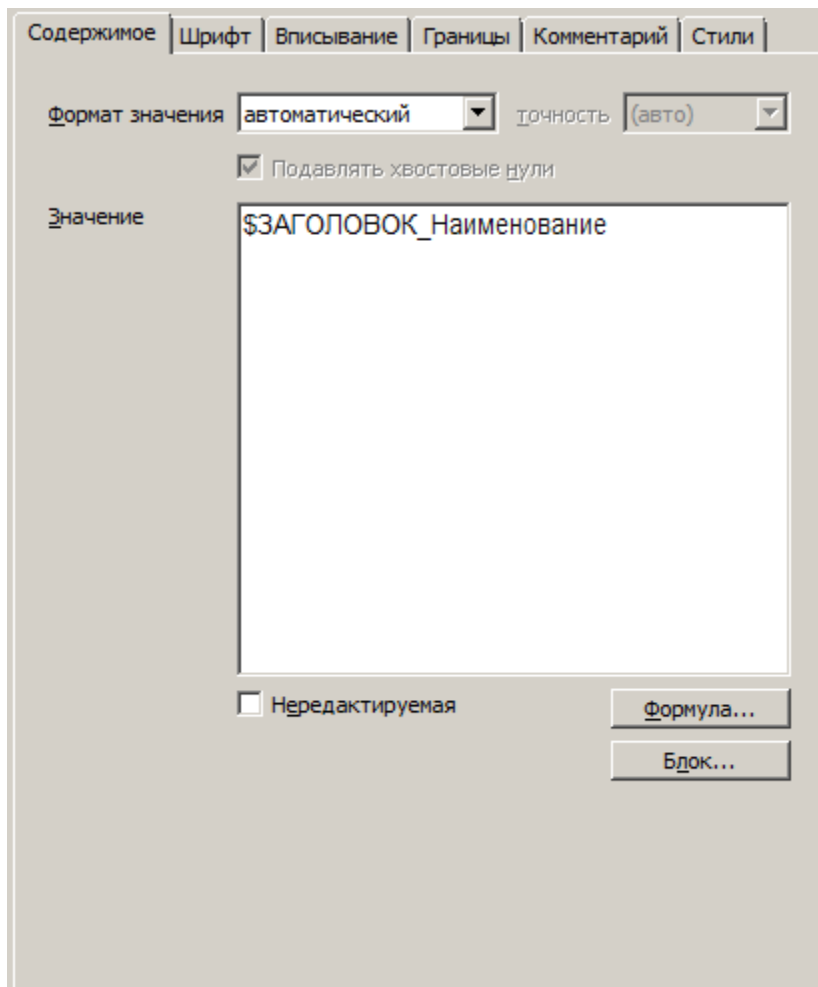 Содержимое Шрифт Вписывание Границы Комментарий Стили
Формат значения автоматический точность (авто)
Подавлять хвостовые нули
Значение $ЗАГОЛОВОК_Наименование
Нередактируемая Формула...
Блок...